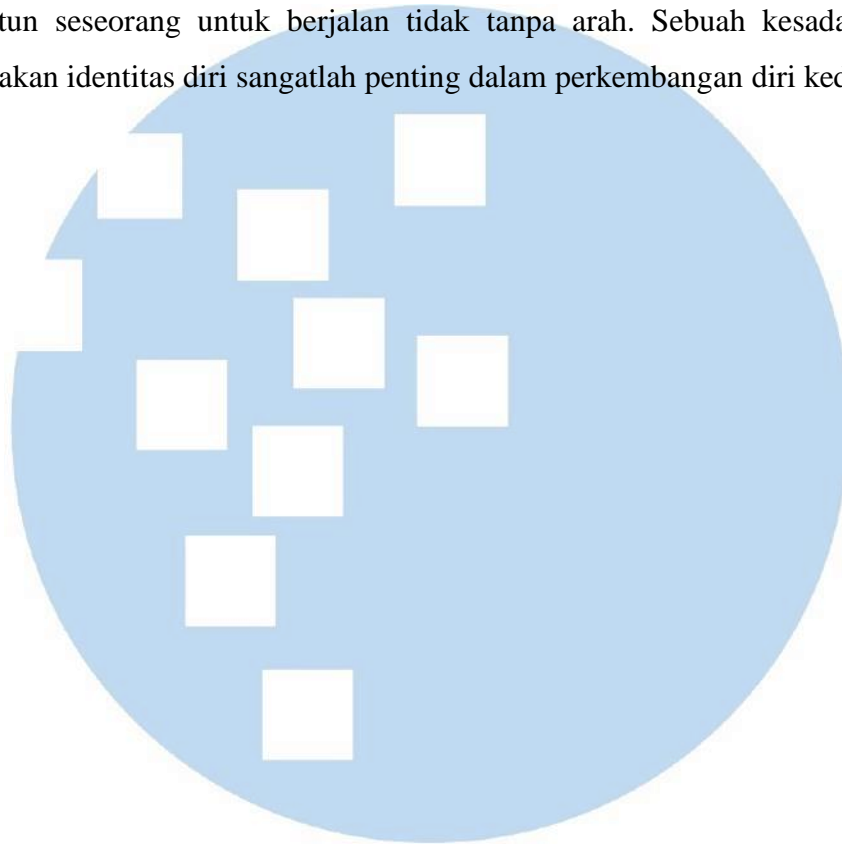 tun seseorang untuk berjalan tidak tanpa arah. Sebuah kesada
akan identitas diri sangatlah penting dalam perkembangan diri ked